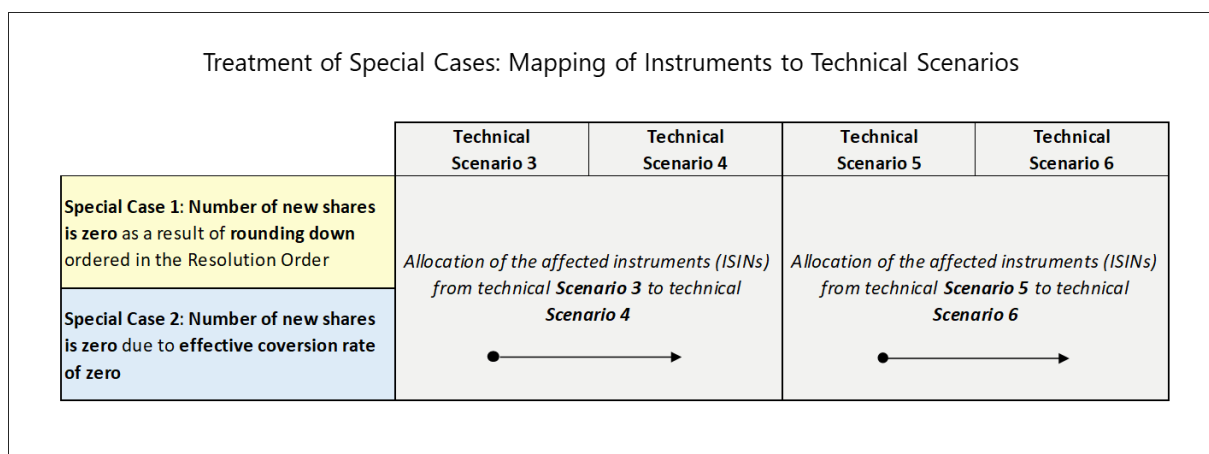 Treatment of Special Cases: Mapping of Instruments to Technical Scenarios
Technical
Scenario 3
Technical
Scenario 4
Technical
Scenario 5
Technical
Scenario 6
Special Case 1: Number of new shares
is zero as a result of rounding down
ordered in the Resolution Order
Special Case 2: Number of new shares
is zero due to effective coversion rate
of zero
Allocation of the affected instruments (ISINs)
from technical Scenario 3 to technical
Scenario 4
Allocation of the affected instruments (ISINs)
from technical Scenario 5 to technical
Scenario 6